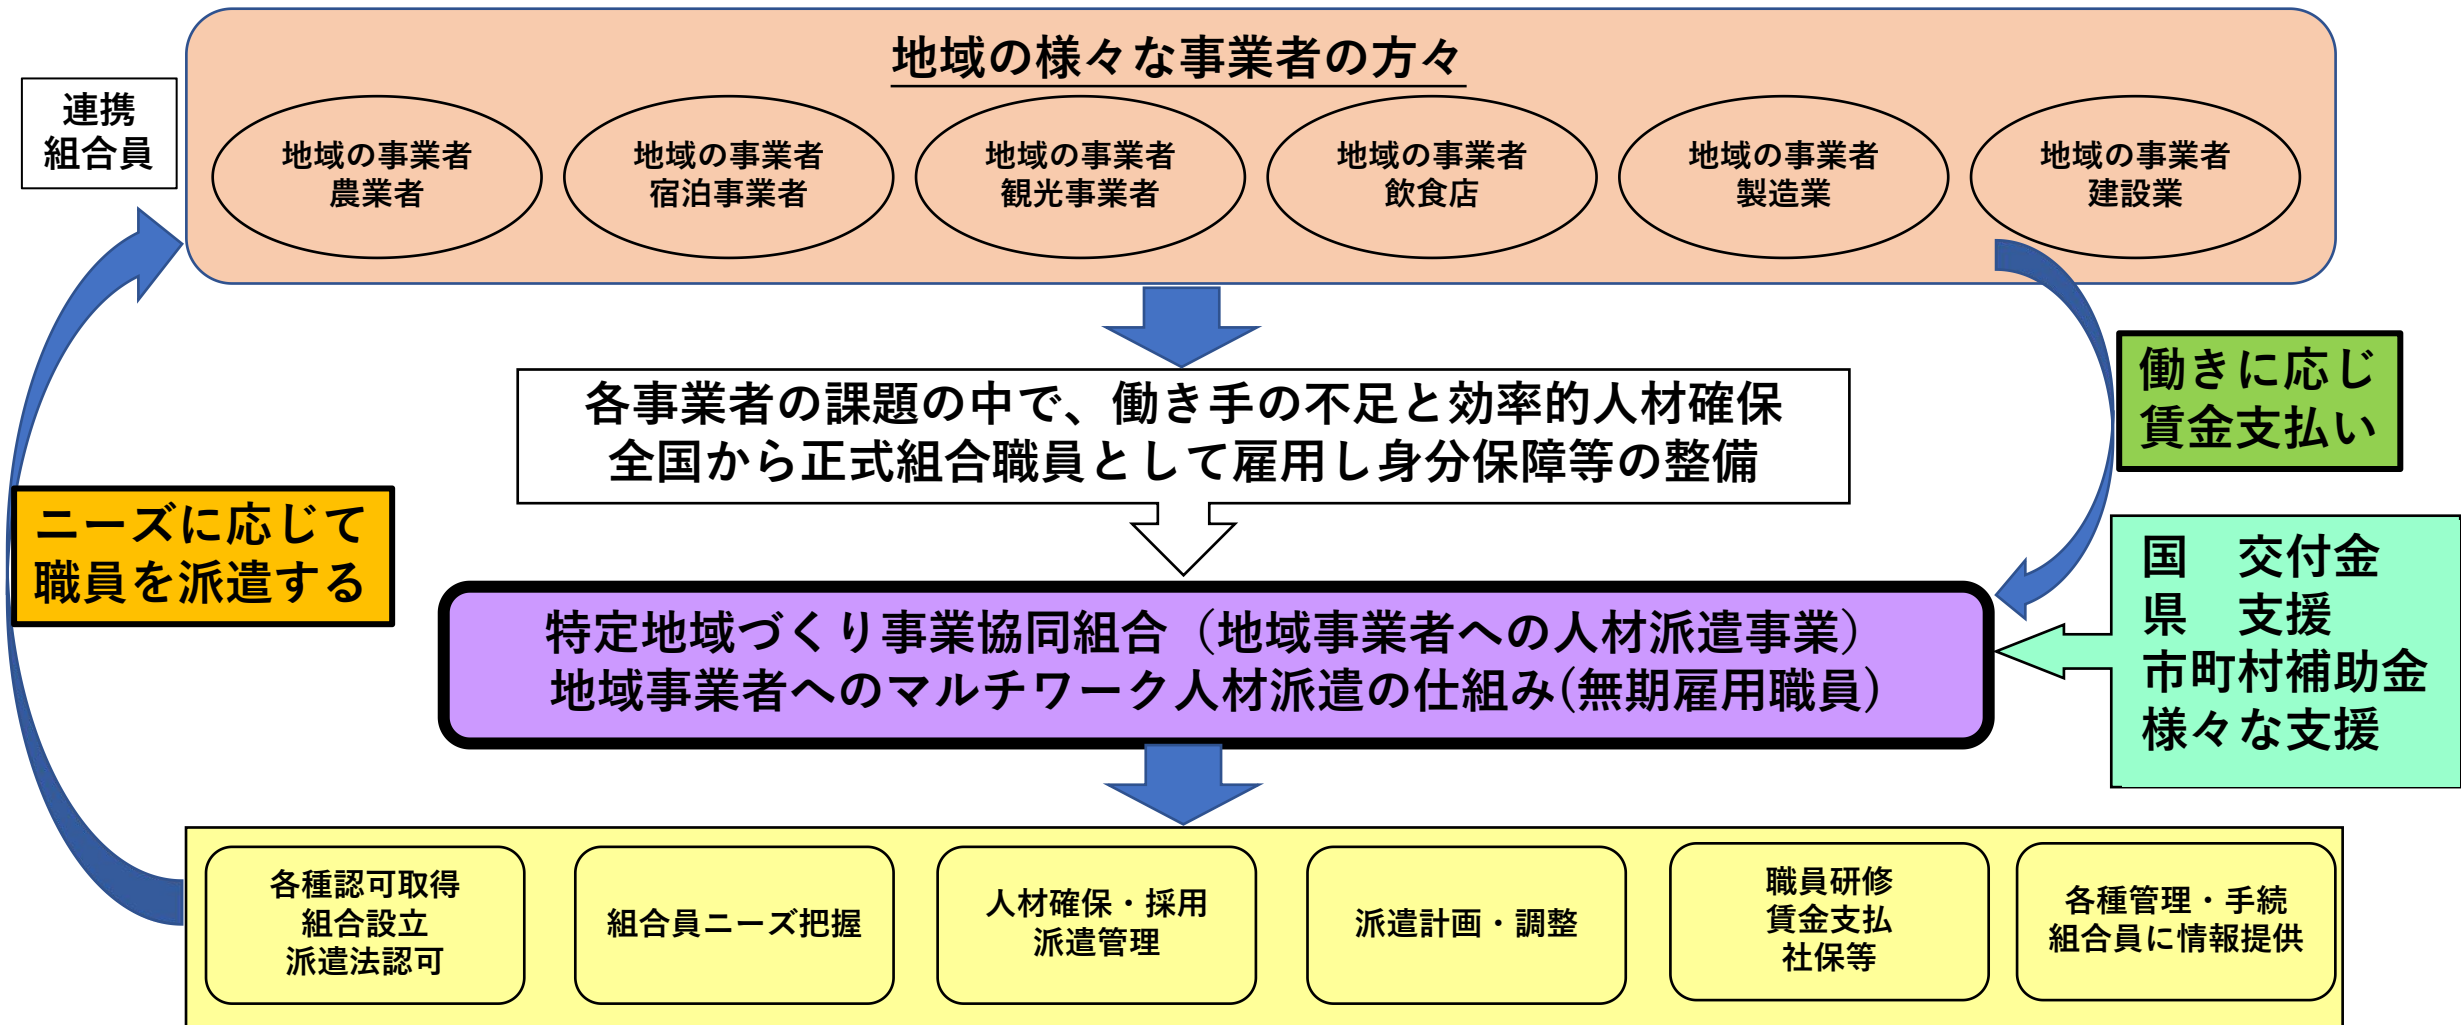 地域の様々な事業者の方々
連携
組合員
地域の事業者
農業者
地域の事業者
宿泊事業者
地域の事業者
観光事業者
地域の事業者
飲食店
地域の事業者
製造業
地域の事業者
建設業
各事業者の課題の中で、働き手の不足と効率的人材確保
全国から正式組合職員として雇用し身分保障等の整備
働きに応じ
賃金支払い
ニーズに応じて
職員を派遣する
国　交付金
県　支援
市町村補助金
様々な支援
特定地域づくり事業協同組合（地域事業者への人材派遣事業）
地域事業者へのマルチワーク人材派遣の仕組み(無期雇用職員）
各種認可取得
組合設立
派遣法認可
組合員ニーズ把握
人材確保・採用
派遣管理
派遣計画・調整
職員研修
賃金支払
社保等
各種管理・手続
組合員に情報提供